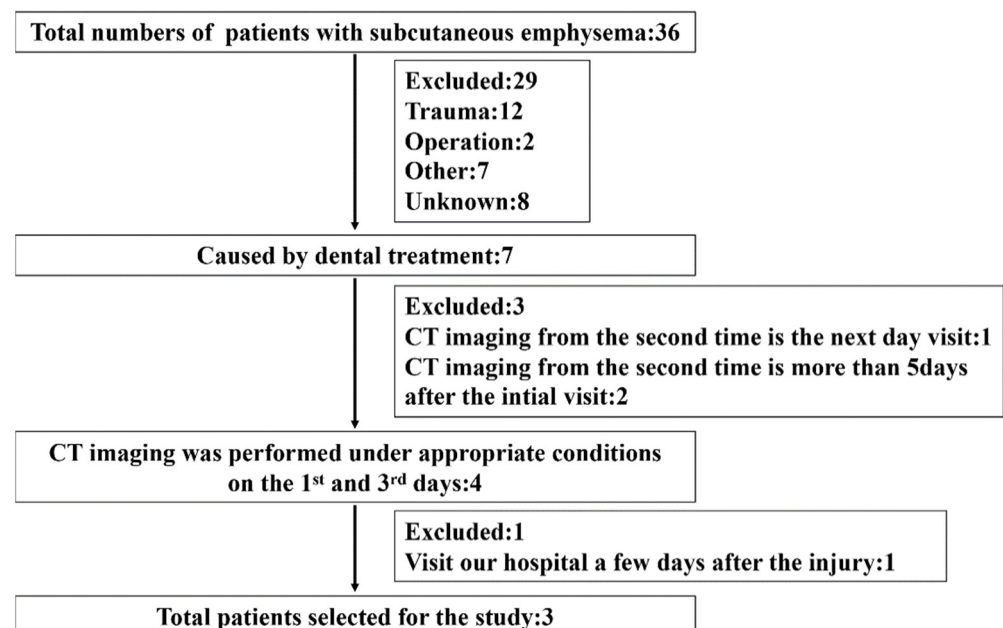 Total numbers of patients with subcutaneous emphysema:36
Excluded:29
Trauma:12
Operation:2
Other:7
Unknown:8
Caused by dental treatment:7
Excluded:3
CT imaging from the second time is the next day visit:1
CT imaging from the second time is more than 5days
after the intial visit:2
CT imaging was performed under appropriate conditions
on the 1st and 3rd days:4
Excluded:1
Visit our hospital a few days after the injury:1
Total patients selected for the study:3